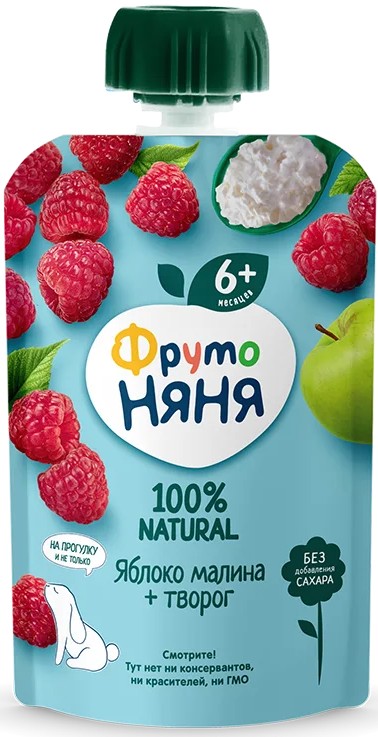 6+
месяцев
Фруто
НЯНЯ
100%
NATURAL
НА ПРОГУЛКУ
И НЕ ТОЛЬКО
Яблоко малина
+ творог
БЕЗ
добавления
САХАРА
Смотрите!
Тут нет ни консервантов,
ни красителей, ни ГМО